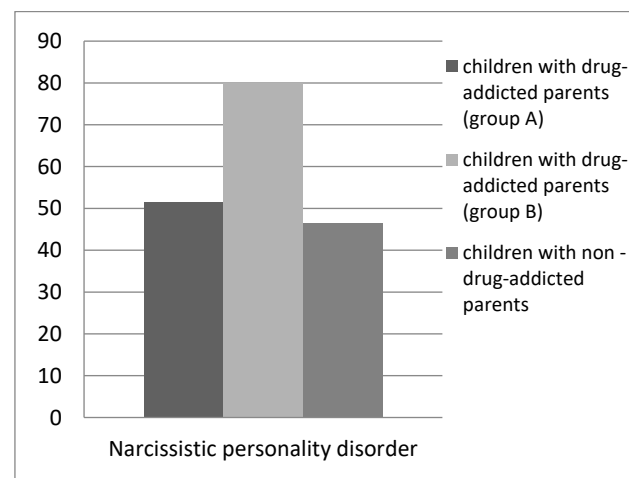 90
80
70
60
50
40
30
20
10
0
Narcissistic personality disorder
children with drug-
addicted parents
(group A)
children with drug-
addicted parents
(group B)
children with non -
drug-addicted
parents